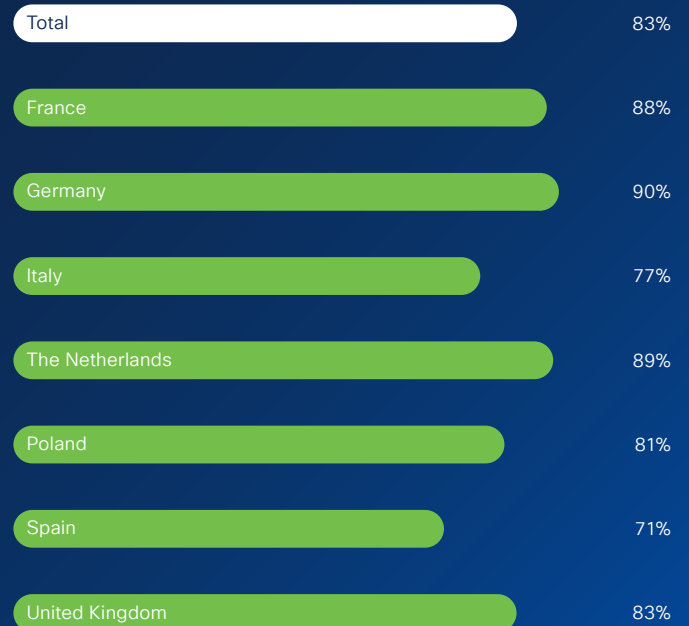 Total 83%
France 88%
Germany 90%
Italy 77%
The Netherlands 89%
Poland 81%
Spain 71%
United Kingdom 83%